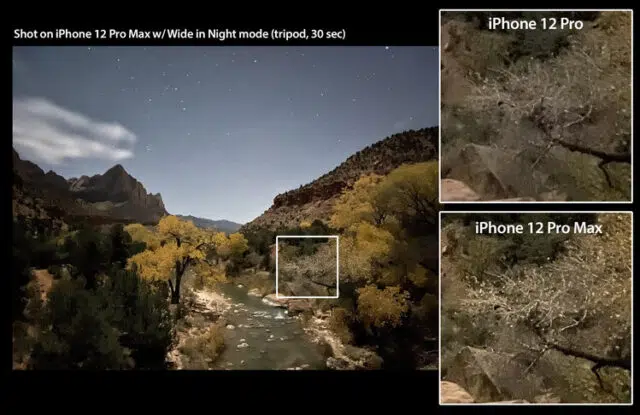 Shot on iPhone 12 Pro Max w/ Wide in Night mode (tripod, 30 sec)
iPhone 12 Pro
iPhone 12 Pro Max